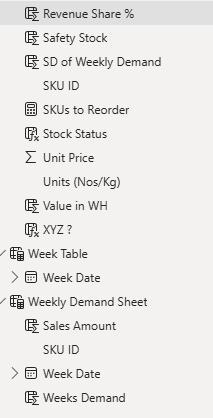 Revenue Share %
Safety Stock
SD of Weekly Demand
SKU ID
SKUs to Reorder
Stock Status
Unit Price
Units (Nos/Kg)
Value in WH
XYZ ?
Week Table
Week Date
Weekly Demand Sheet
Sales Amount
SKU ID
Week Date
Weeks Demand